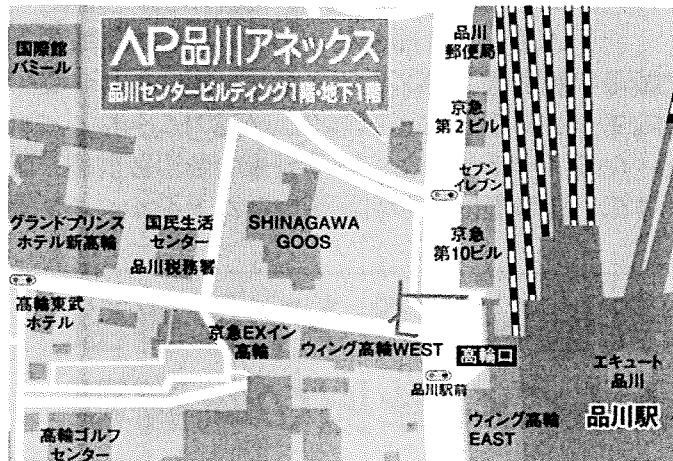 国際館
パミール
AP品川アネックス
品川センタービルディング1階・地下1階
品川
郵便局
京急
第2ビル
セブン
イレブン
グランドプリンス
ホテル新高輪
国民生活
センター
品川税務署
SHINAGAWA
GOOS
京急
第10ビル
高輪東武
ホテル
京急EXイン
高輪
ウィング高輪WEST
高輪口
エキュート
品川
品川駅前
品川駅
ウィング高輪
EAST
高輪ゴルフ
センター